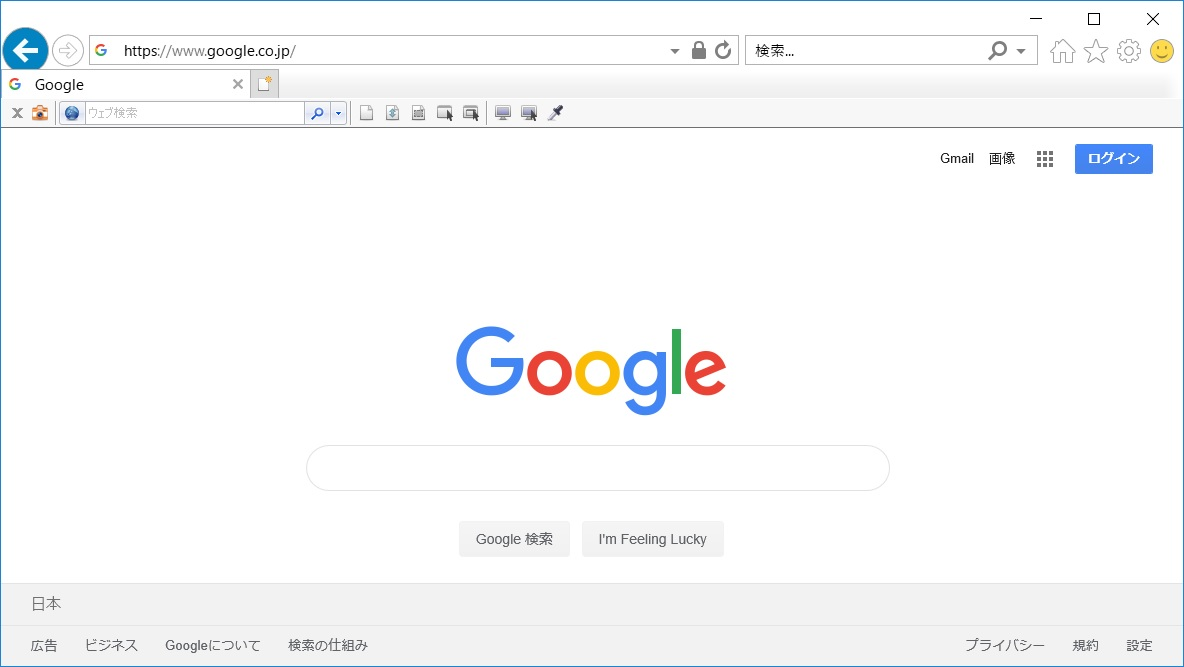 https://www.google.co.jp/
検索...
Google
ウェブ検索
Gmail 画像 ログイン
Google
Google 検索 I'm Feeling Lucky
日本
広告 ビジネス Googleについて 検索の仕組み プライバシー 規約 設定